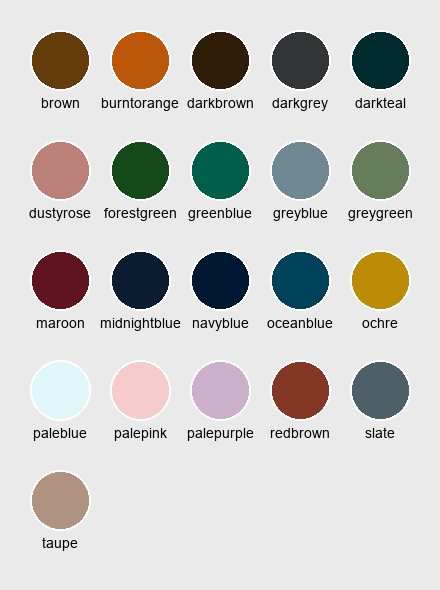 brown burntorange darkbrown darkgrey darkteal
dustyrose forestgreen greenblue greyblue greygreen
maroon midnightblue navyblue oceanblue ochre
paleblue palepink palepurple redbrown slate
taupe